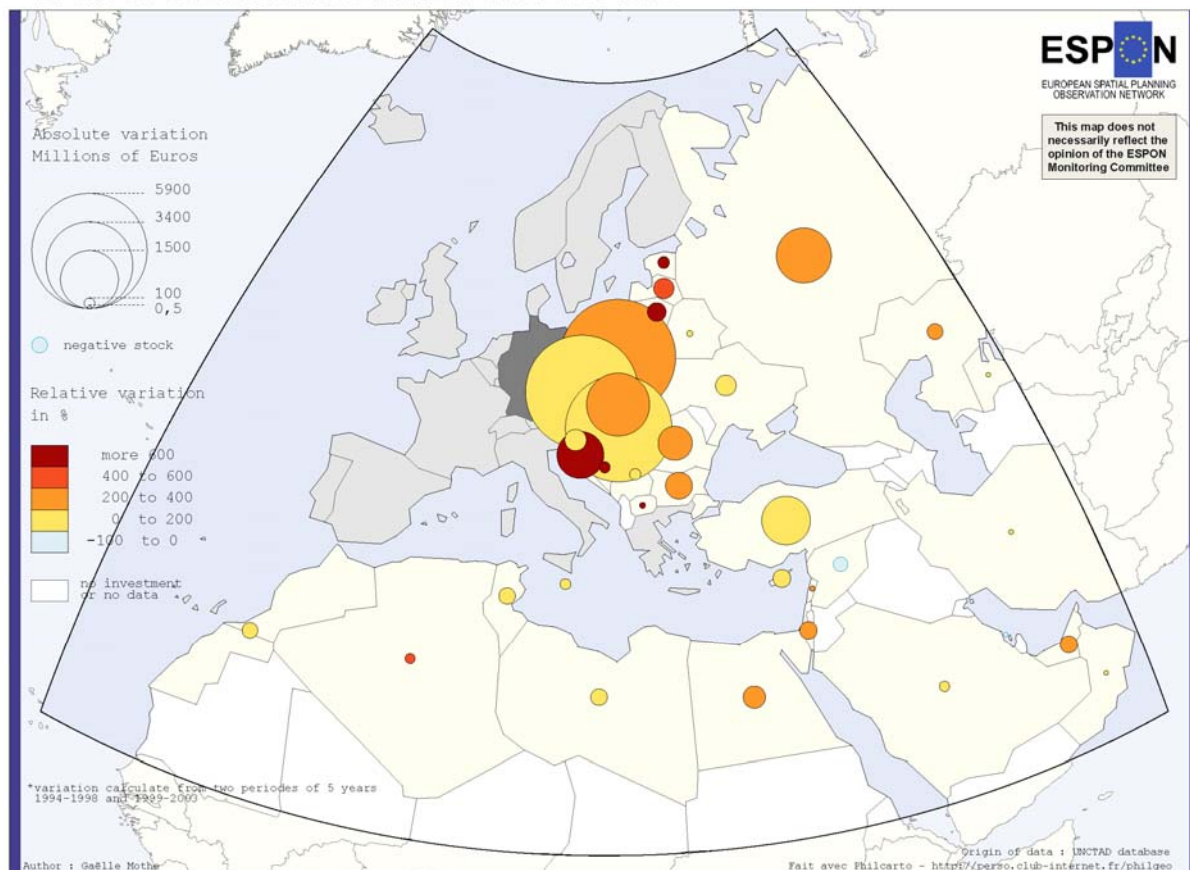 ESPON
EUROPEAN SPATIAL PLANNING
OBSERVATION NETWORK
This map does not
necessarily reflect the
opinion of the ESPON
Monitoring Committee
Absolute variation
Millions of Euros
5900
3400
1500
100
0,5
negative stock
Relative variation
in %
more 600
400 to 600
200 to 400
0 to 200
-100 to 0
no investment
or no data
*variation calculate from two periodes of 5 years
1994-1998 and 1999-2003
Author : Gaëlle Mothe
Origin of data : UNCTAD database
Fait avec Philcarto - http://perso.club-internet.fr/philgeo